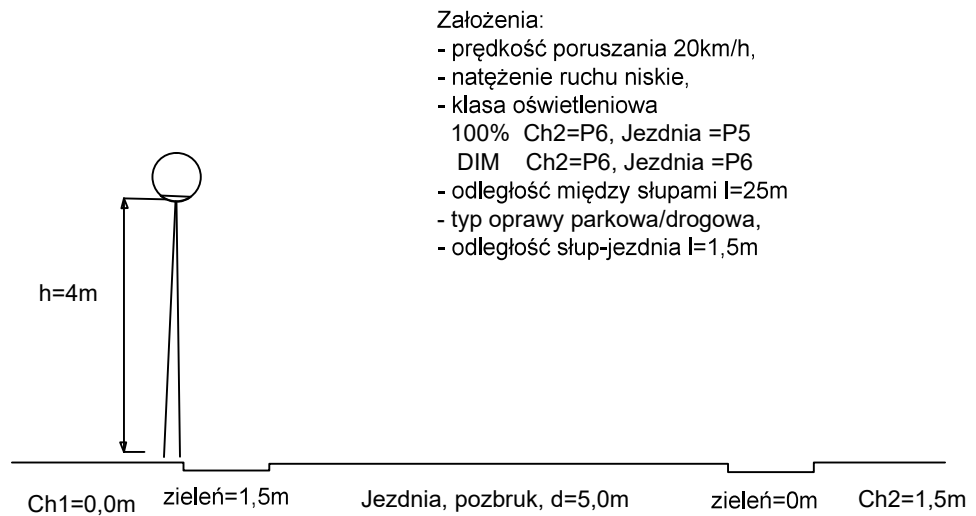 Założenia:
- prędkość poruszania 20km/h,
- natężenie ruchu niskie,
- klasa oświetleniowa
100% Ch2=P6, Jezdnia =P5
DIM Ch2=P6, Jezdnia =P6
- odległość między słupami l=25m
- typ oprawy parkowa/drogowa,
- odległość słup-jezdnia l=1,5m
h=4m
Ch1=0,0m zieleń=1,5m Jezdnia, pozbruk, d=5,0m zieleń=0m Ch2=1,5m